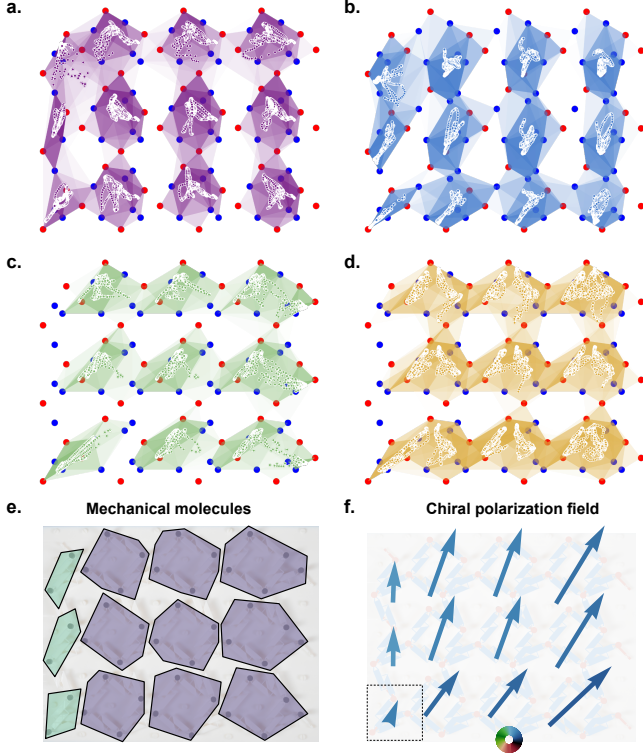 a.
b.
c.
d.
e. Mechanical molecules
f. Chiral polarization field